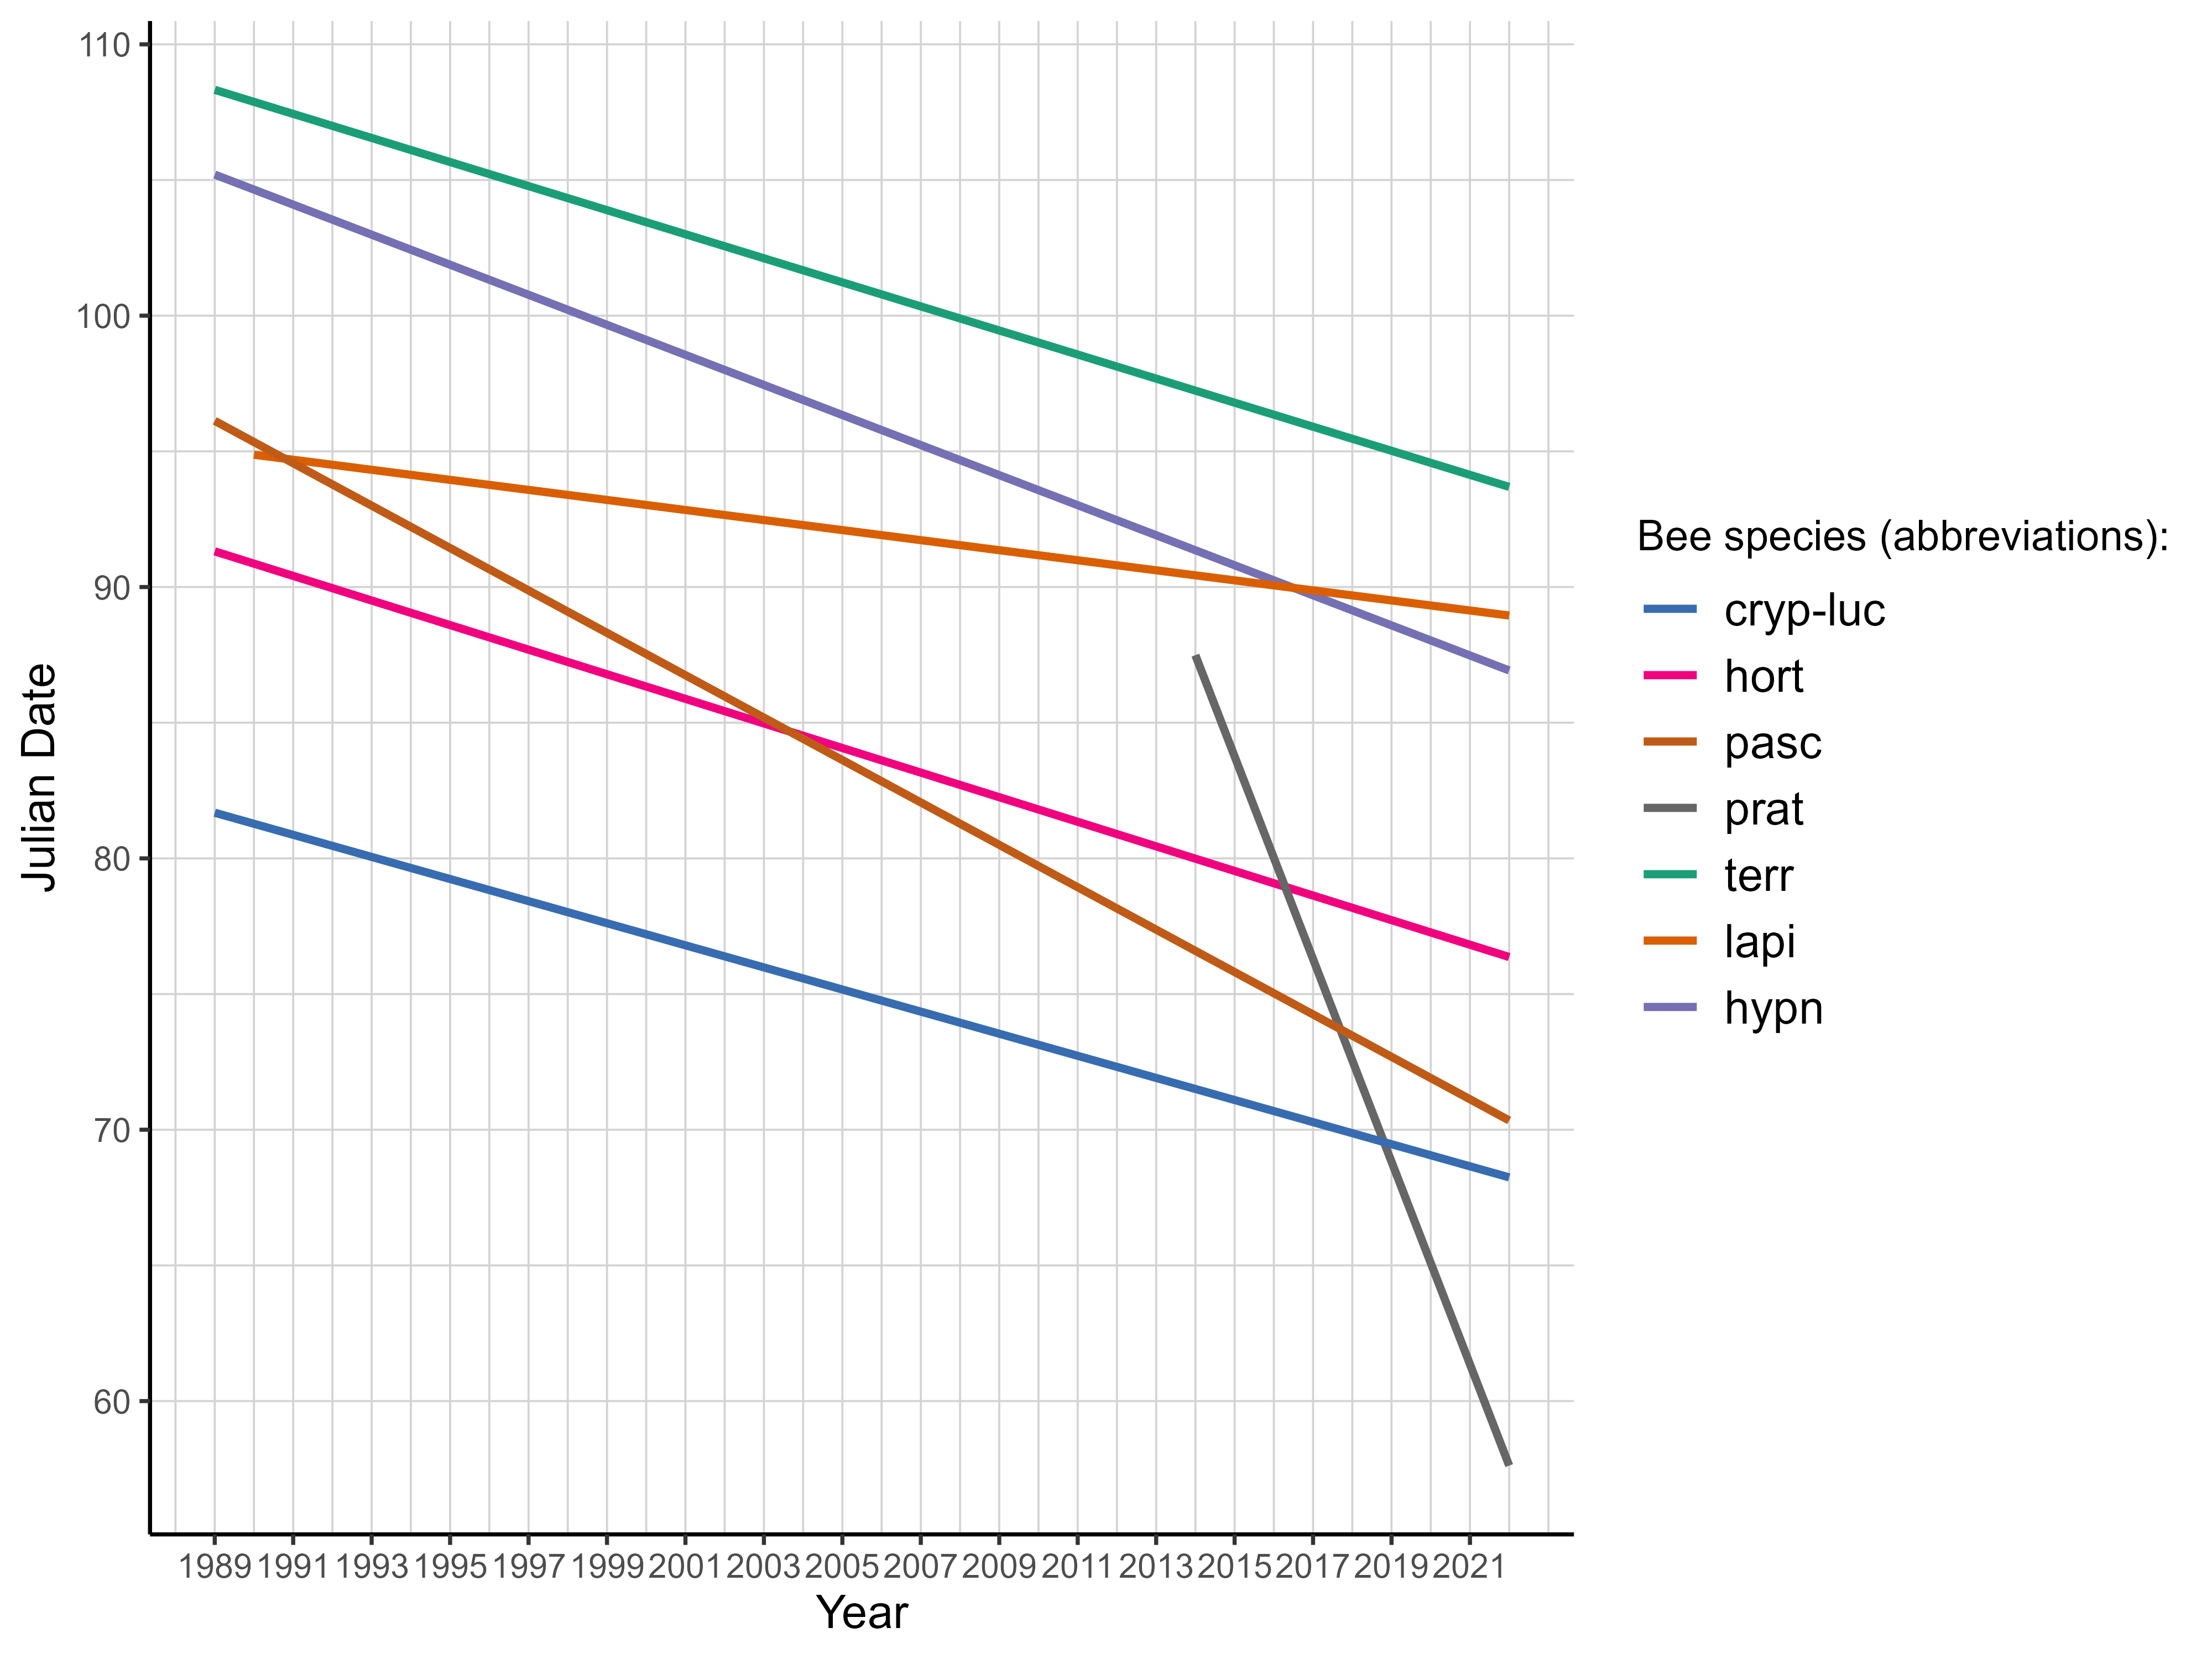 110
100
90
80
70
60
Julian Date
1989 1991 1993 1995 1997 1999 2001 2003 2005 2007 2009 2011 2013 2015 2017 2019 2021
Year
Bee species (abbreviations):
cryp-luc
hort
pasc
prat
terr
lapi
hypn